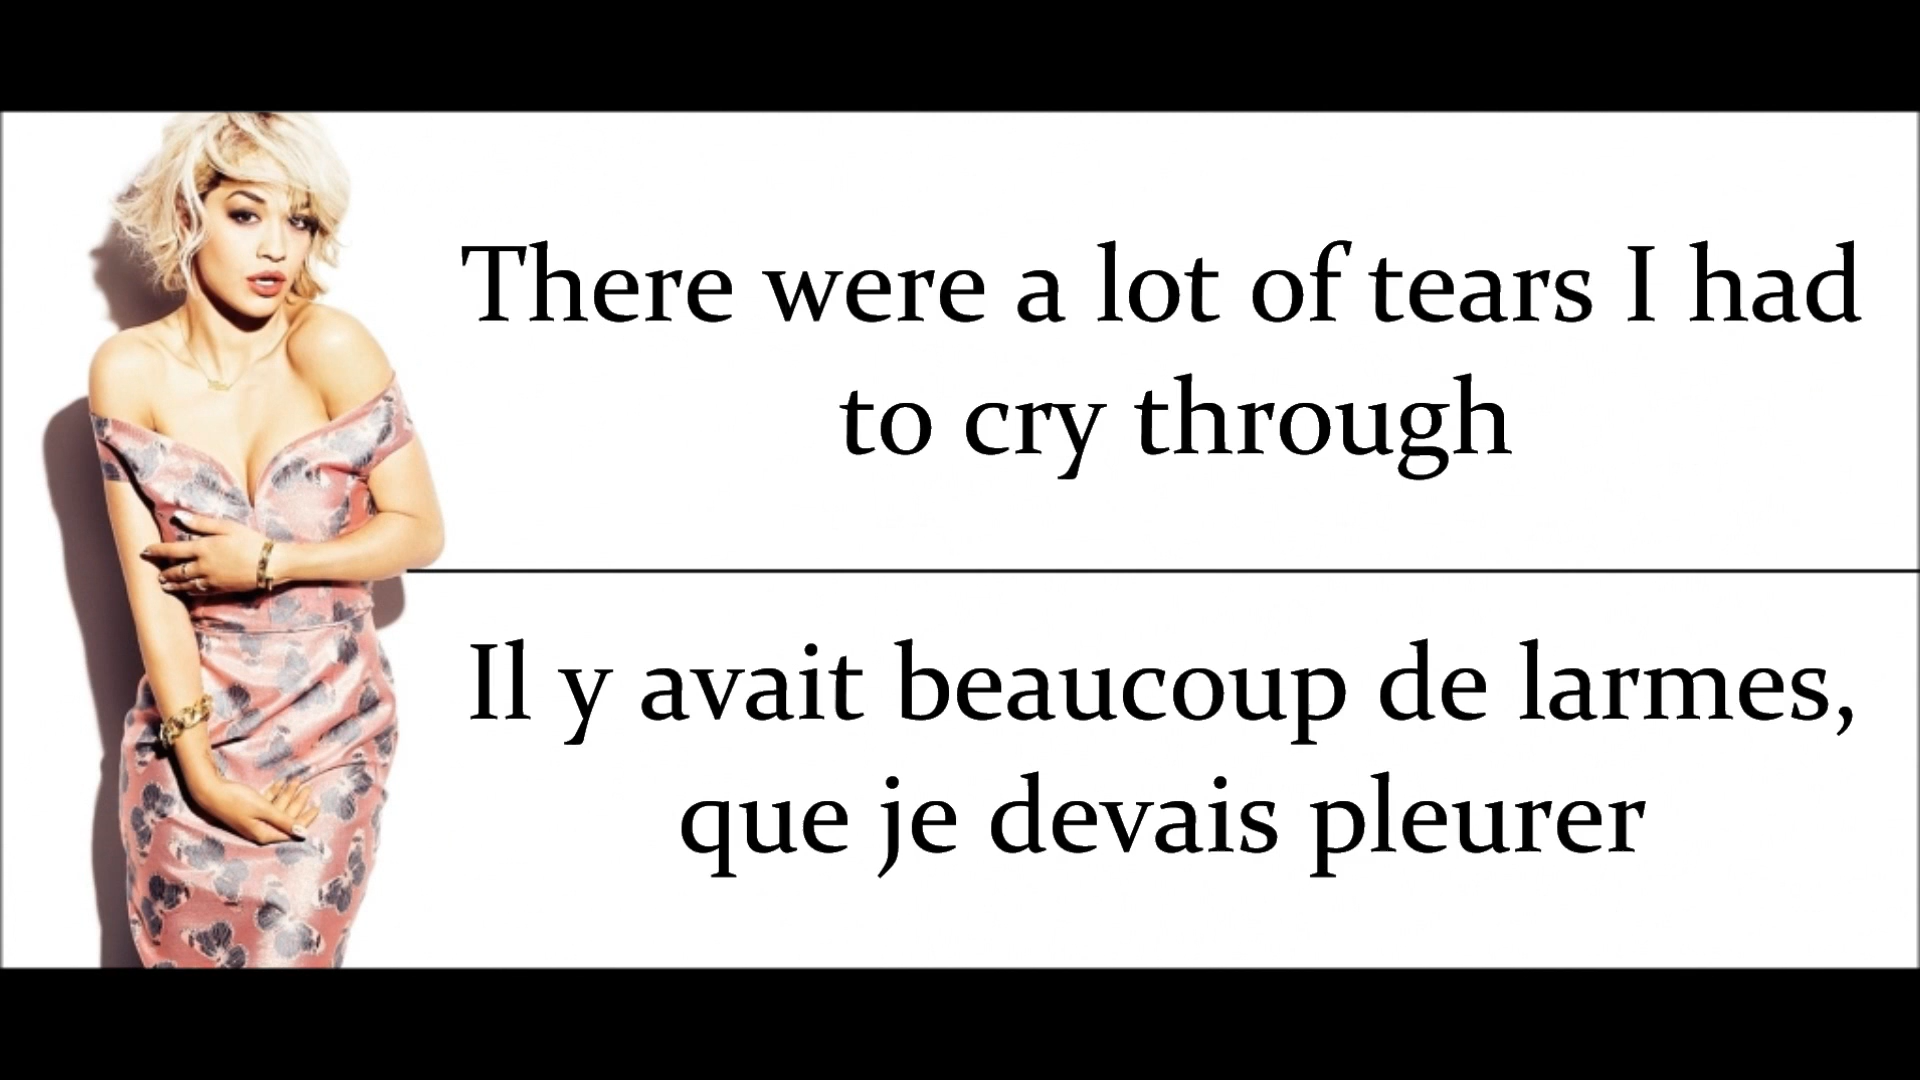 There were a lot of tears I had
to cry through
Il y avait beaucoup de larmes,
que je devais pleurer